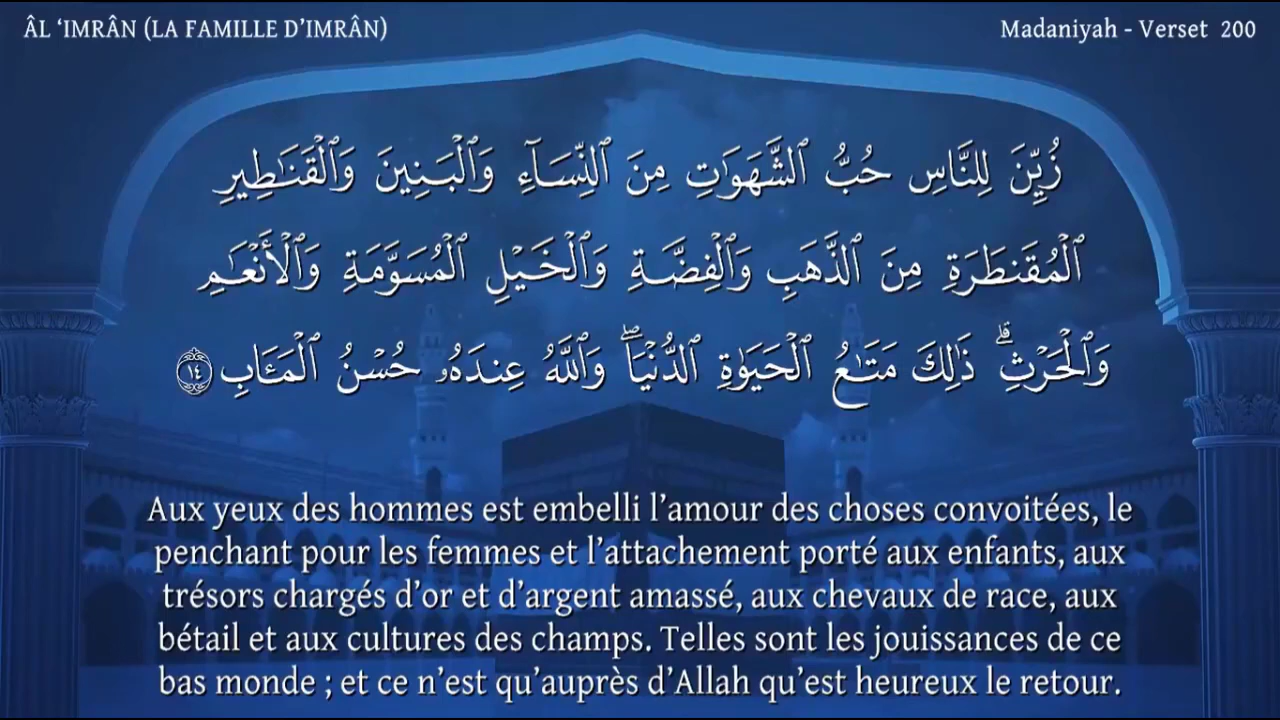 ÂL ‘IMRÂN (LA FAMILLE D’IMRÂN)
Madaniyah - Verset 200
زُيِّنَ لِلنَّاسِ حُبُّ ٱلشَّهَوَٰتِ مِنَ ٱلنِّسَآءِ وَٱلْبَنِينَ وَٱلْقَنَٰطِيرِ
ٱلْمُقَنطَرَةِ مِنَ ٱلذَّهَبِ وَٱلْفِضَّةِ وَٱلْخَيْلِ ٱلْمُسَوَّمَةِ وَٱلْأَنْعَٰمِ
وَٱلْحَرْثِ ۗ ذَٰلِكَ مَتَٰعُ ٱلْحَيَوٰةِ ٱلدُّنْيَا ۖ وَٱللَّهُ عِندَهُۥ حُسْنُ ٱلْمَـَٔابِ ١٤
Aux yeux des hommes est embelli l’amour des choses convoitées, le
penchant pour les femmes et l’attachement porté aux enfants, aux
trésors chargés d’or et d’argent amassé, aux chevaux de race, aux
bétail et aux cultures des champs. Telles sont les jouissances de ce
bas monde ; et ce n’est qu’auprès d’Allah qu’est heureux le retour.